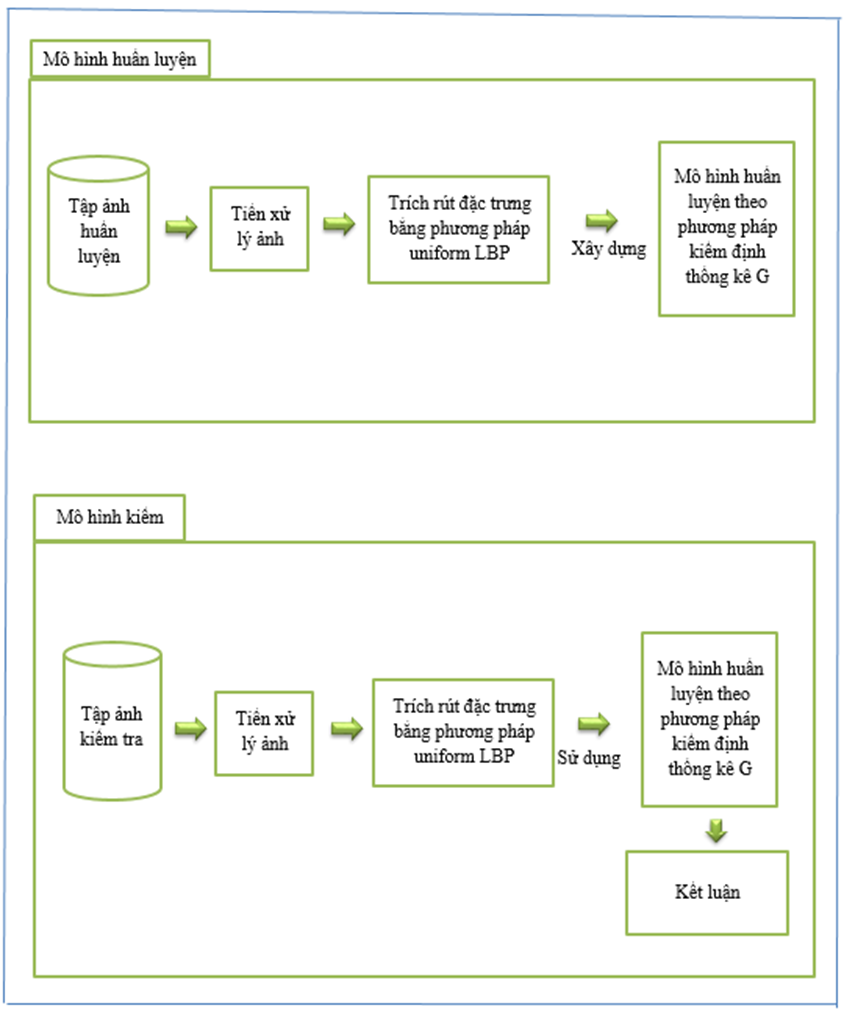 Mô hình huấn luyện
Tập ảnh
huấn
luyện
Tiền xử
lý ảnh
Trích rút đặc trưng
bằng phương pháp
uniform LBP
Xây dựng
Mô hình huấn
luyện theo
phương pháp
kiểm định
thống kê G
Mô hình kiểm
Tập ảnh
kiểm tra
Tiền xử
lý ảnh
Trích rút đặc trưng
bằng phương pháp
uniform LBP
Sử dụng
Mô hình huấn
luyện theo
phương pháp
kiểm định
thống kê G
Kết luận